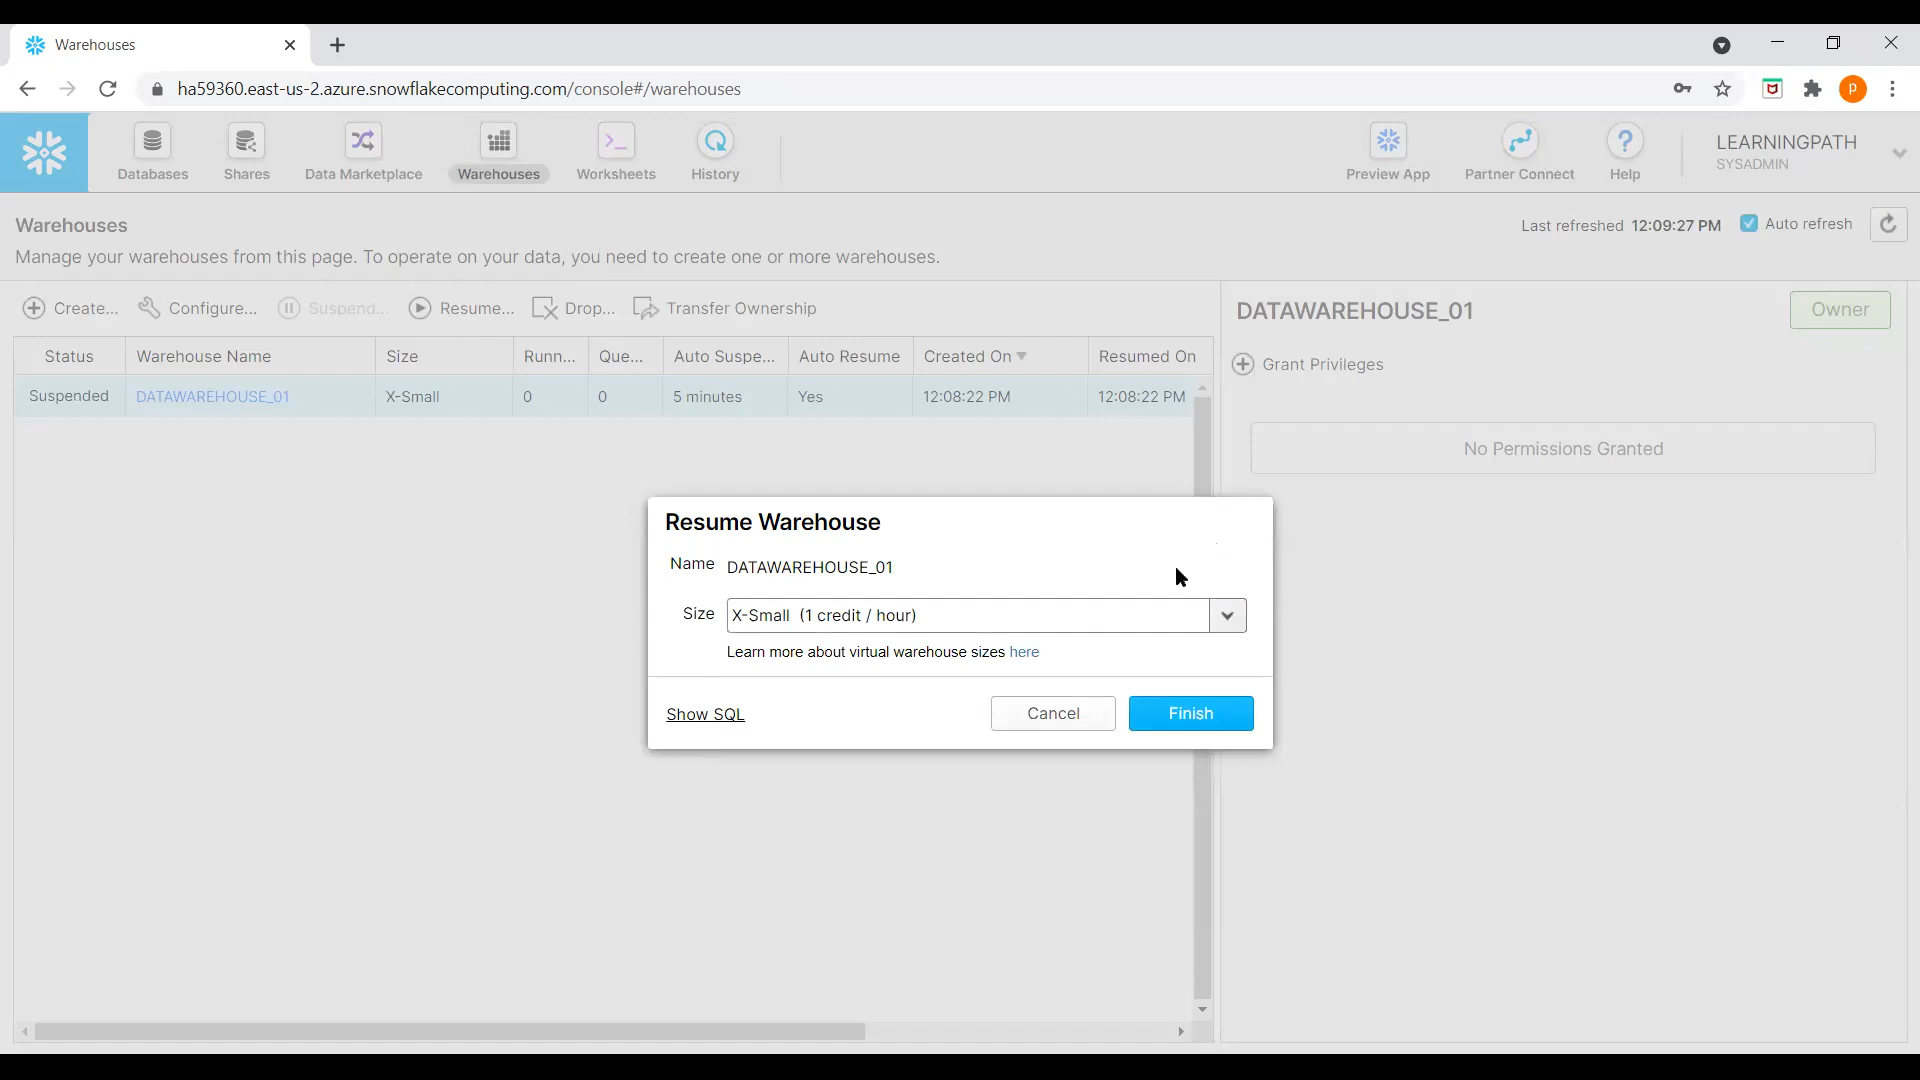 Warehouses
ha59360.east-us-2.azure.snowflakecomputing.com/console#/warehouses
p
Databases Shares Data Marketplace Warehouses Worksheets History Preview App Partner Connect Help LEARNINGPATH
SYSADMIN
Warehouses
Last refreshed 12:09:27 PM Auto refresh
Manage your warehouses from this page. To operate on your data, you need to create one or more warehouses.
Create... Configure... Suspend... Resume... Drop... Transfer Ownership
DATAWAREHOUSE_01 Owner
Status Warehouse Name Size Runn... Que... Auto Suspe... Auto Resume Created On Resumed On
Grant Privileges
Suspended DATAWAREHOUSE_01 X-Small 0 0 5 minutes Yes 12:08:22 PM 12:08:22 PM
No Permissions Granted
Resume Warehouse
Name DATAWAREHOUSE_01
Size X-Small (1 credit / hour)
Learn more about virtual warehouse sizes here
Show SQL Cancel Finish